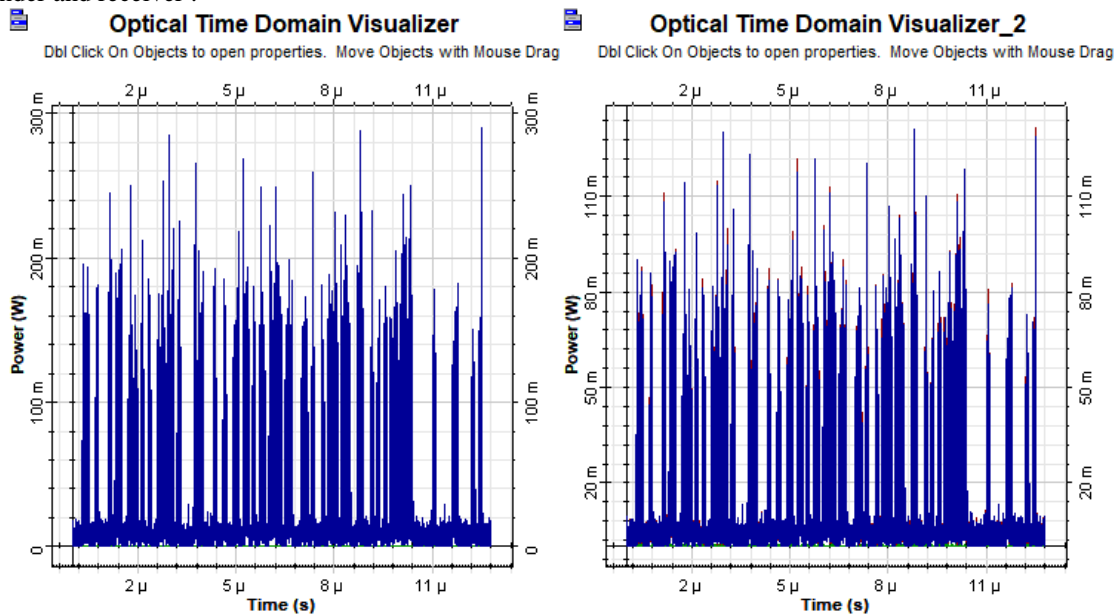 nder and receiver .
Optical Time Domain Visualizer
Dbl Click On Objects to open properties. Move Objects with Mouse Drag
2 μ 5 μ 8 μ 11 μ
300 m
200 m
100 m
0
Power (W)
300 m
200 m
100 m
0
2 μ 5 μ 8 μ 11 μ
Time (s)
Optical Time Domain Visualizer_2
Dbl Click On Objects to open properties. Move Objects with Mouse Drag
2 μ 5 μ 8 μ 11 μ
110 m
80 m
50 m
20 m
Power (W)
110 m
80 m
50 m
20 m
2 μ 5 μ 8 μ 11 μ
Time (s)